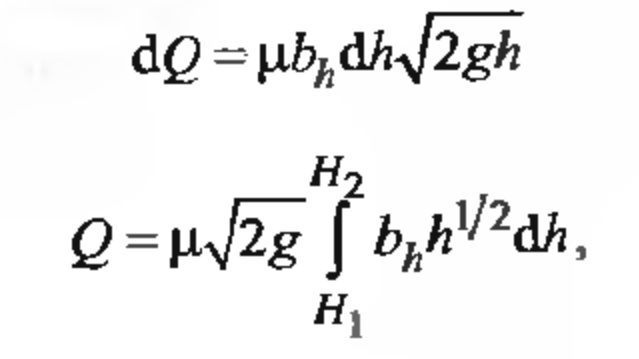 dQ = μb_h dh√(2gh)
Q = μ√(2g) ∫_{H_1}^{H_2} b_h h^{1/2} dh,